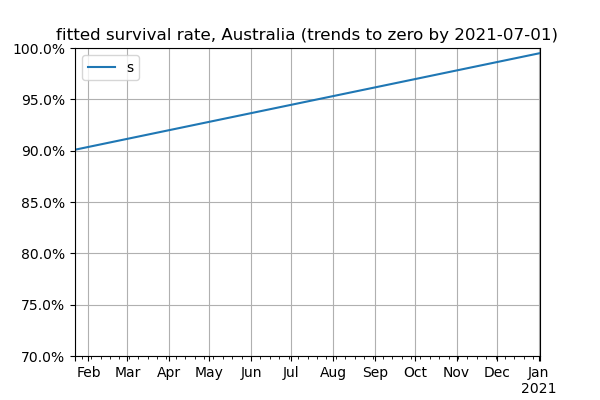 fitted survival rate, Australia (trends to zero by 2021-07-01)
100.0%
s
95.0%
90.0%
85.0%
80.0%
75.0%
70.0%
Feb Mar Apr May Jun Jul Aug Sep Oct Nov Dec Jan
2021